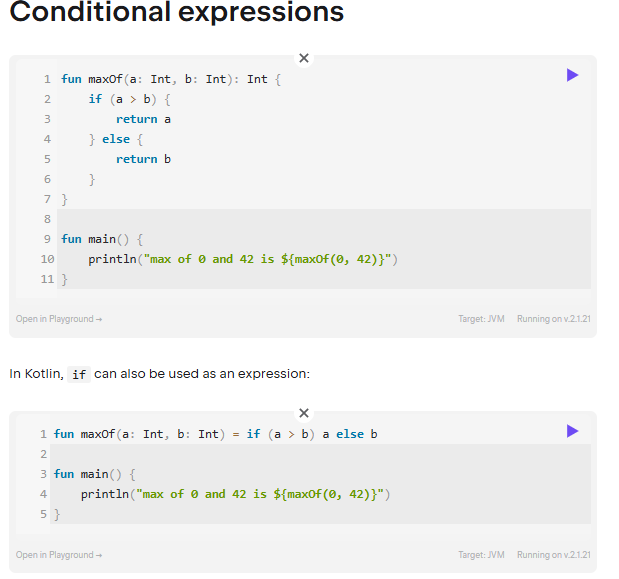 Conditional expressions
1 fun maxOf(a: Int, b: Int): Int {
2     if (a > b) {
3         return a
4     } else {
5         return b
6     }
7 }
8
9 fun main() {
10     println("max of 0 and 42 is ${maxOf(0, 42)}")
11 }
Open in Playground → Target: JVM Running on v.2.1.21
In Kotlin, if can also be used as an expression:
1 fun maxOf(a: Int, b: Int) = if (a > b) a else b
2
3 fun main() {
4     println("max of 0 and 42 is ${maxOf(0, 42)}")
5 }
Open in Playground → Target: JVM Running on v.2.1.21